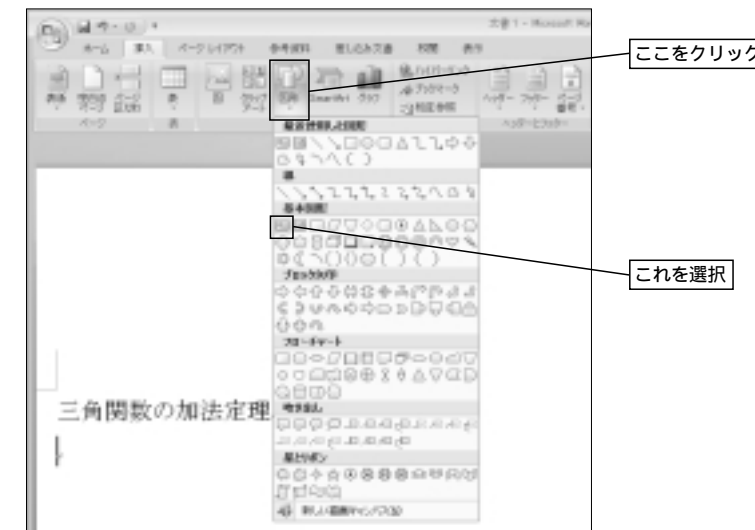 文書1 - Microsoft
ホーム 挿入 ページ レイアウト 参考資料 差し込み文書 校閲 表示
ここをクリック
表紙 空白の ページ 表 図 クリップ 図形 SmartArt グラフ ハイパーリンク ヘッダー フッター ページ
ページ 区切り アート ブックマーク 番号
相互参照
ページ 表 ヘッダーとフッター
最近使用した図形
線
基本図形
これを選択
ブロック矢印
フローチャート
三角関数の加法定理
吹き出し
星とリボン
新しい描画キャンバス(N)